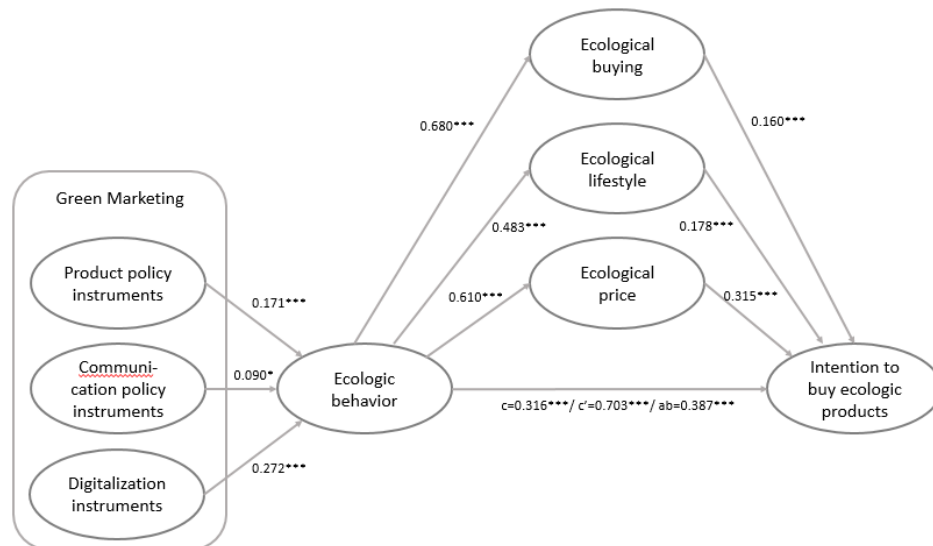 Ecological
buying
0.680***
0.160***
Ecological
lifestyle
Green Marketing
0.483***
0.178***
Product policy
instruments
Ecological
price
0.171***
0.610***
0.315***
Communi-
cation policy
instruments
0.090*
Ecologic
behavior
Intention to
buy ecologic
products
c=0.316***/ c’=0.703***/ ab=0.387***
0.272***
Digitalization
instruments